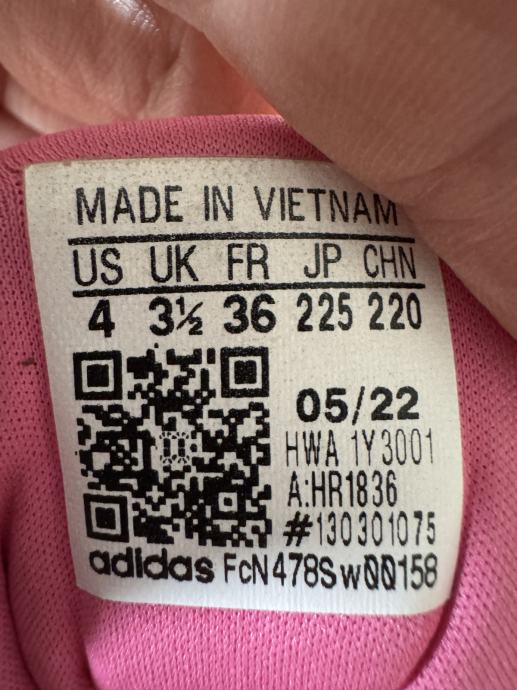 MADE IN VIETNAM
US UK FR JP CHN
4 3½ 36 225 220
05/22
HWA 1Y3001
A:HR1836
#130301075
adidas FcN478Sw00158